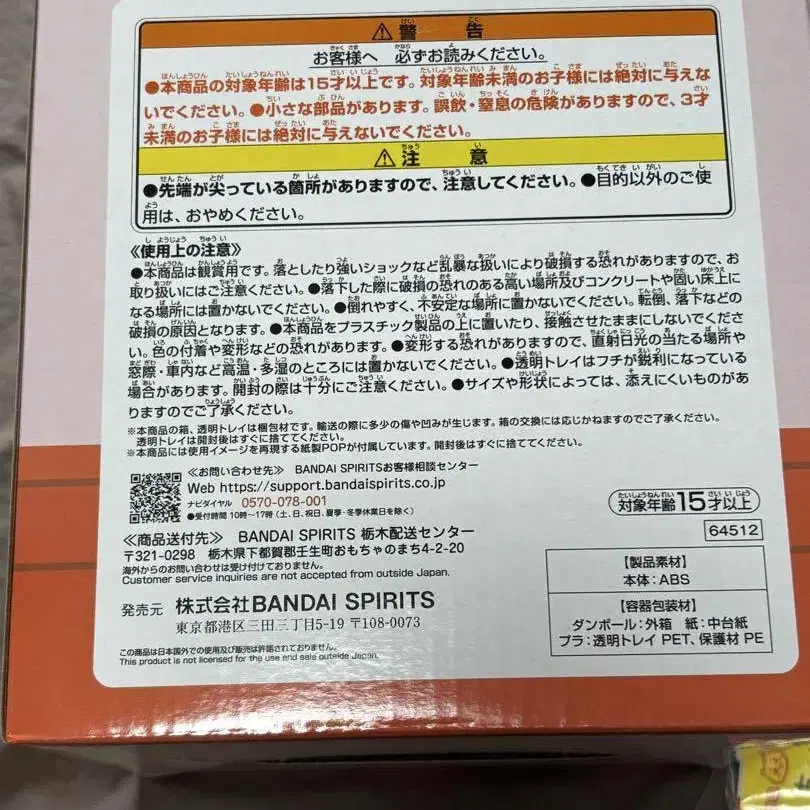 ⚠警告
お客様へ 必ずお読みください。
●本商品の対象年齢は15才以上です。対象年齢未満のお子様には絶対に与えな
いでください。●小さな部品があります。誤飲・窒息の危険がありますので、3才
未満のお子様には絶対に与えないでください。
⚠注意
●先端が尖っている箇所がありますので、注意してください。●目的以外のご使
用は、おやめください。
《使用上の注意》
●本商品は観賞用です。落としたり強いショックなど乱暴な扱いにより破損する恐れがありますので、お
取り扱いにはご注意ください。●落下した際に破損の恐れのある高い場所及びコンクリートや固い床上に
なる場所には置かないでください。●倒れやすく、不安定な場所に置かないでください。転倒、落下などの
破損の原因となります。●本商品をプラスチック製品の上に置いたり、接触させたままにしないでくださ
い。色の付着や変形などの恐れがあります。●変形する恐れがありますので、直射日光の当たる場所や
窓際・車内など高温・多湿のところには置かないでください。●透明トレイはフチが鋭利になっている
場合があります。開封の際は十分にご注意ください。●サイズや形状によっては、添えにくいものがあ
りますのでご了承ください。
※本商品の箱、透明トレイは梱包材です。輸送の際に多少の傷や凹みが生じます。箱の交換には応じかねますのでご了承ください。
透明トレイは開封後はすぐに捨ててください。
※本商品には使用イメージを再現する紙製POPが付属しています。開封後はすぐに捨ててください。
《お問い合わせ先》 BANDAI SPIRITSお客様相談センター
Web https://support.bandaispirits.co.jp
ナビダイヤル 0570-078-001
●受付時間 10時〜17時(土、日、祝日、夏季・冬季休業日を除く)
対象年齢15才以上
64512
《商品送付先》 BANDAI SPIRITS 栃木配送センター
〒321-0298 栃木県下都賀郡壬生町おもちゃのまち4-2-20
海外からのお問い合わせは受け付けておりません。
Customer service inquiries are not accepted from outside Japan.
発売元 株式会社BANDAI SPIRITS
東京都港区三田三丁目5-19 〒108-0073
この商品は日本国外での使用及び販売は許諾されておりません。
This product is not licensed for the use and sale outside Japan.
【製品素材】
本体：ABS
【容器包装材】
ダンボール：外箱 紙：中台紙
プラ：透明トレイ PET、保護材 PE